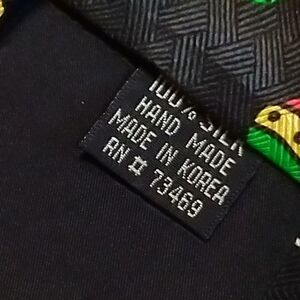 100% SILK
HAND MADE
MADE IN KOREA
RN # 73469